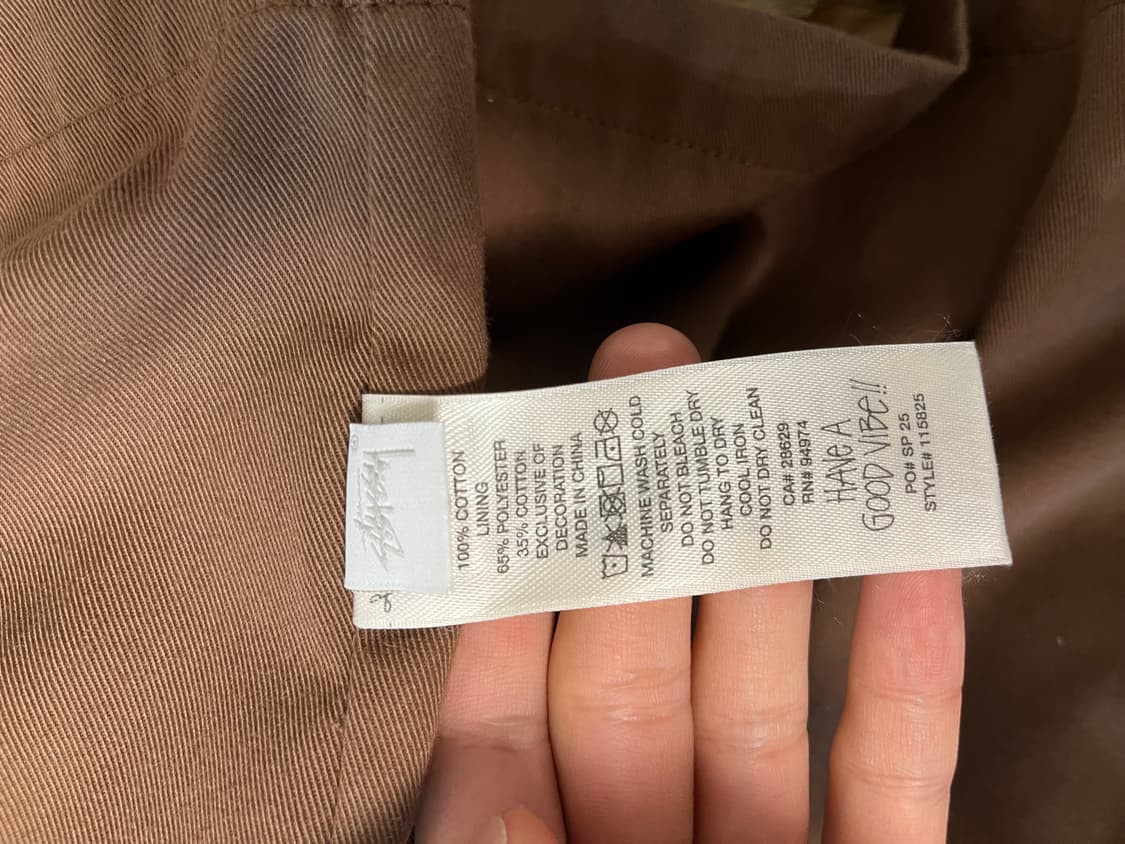 Stüssy
®
100% COTTON
LINING
65% POLYESTER
35% COTTON
EXCLUSIVE OF
DECORATION
MADE IN CHINA
MACHINE WASH COLD
SEPARATELY
DO NOT BLEACH
DO NOT TUMBLE DRY
HANG TO DRY
COOL IRON
DO NOT DRY CLEAN
CA# 28629
RN# 94974
HAVE A
GOOD VIBE!!
PO# SP 25
STYLE# 115825